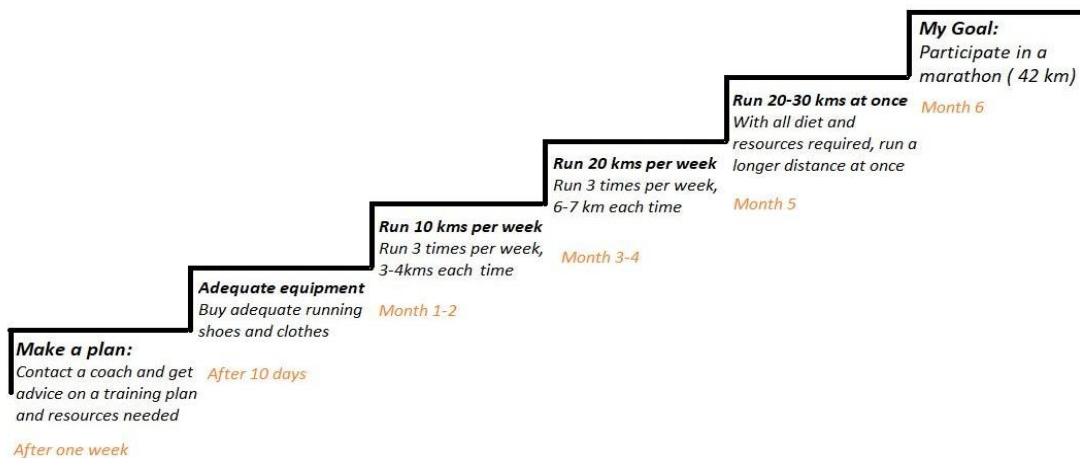 Make a plan:
Contact a coach and get
advice on a training plan
and resources needed
After one week
Adequate equipment
Buy adequate running
shoes and clothes
After 10 days
Run 10 kms per week
Run 3 times per week,
3-4kms each time
Month 1-2
Run 20 kms per week
Run 3 times per week,
6-7 km each time
Month 3-4
Run 20-30 kms at once
With all diet and
resources required, run a
longer distance at once
Month 5
My Goal:
Participate in a
marathon ( 42 km)
Month 6